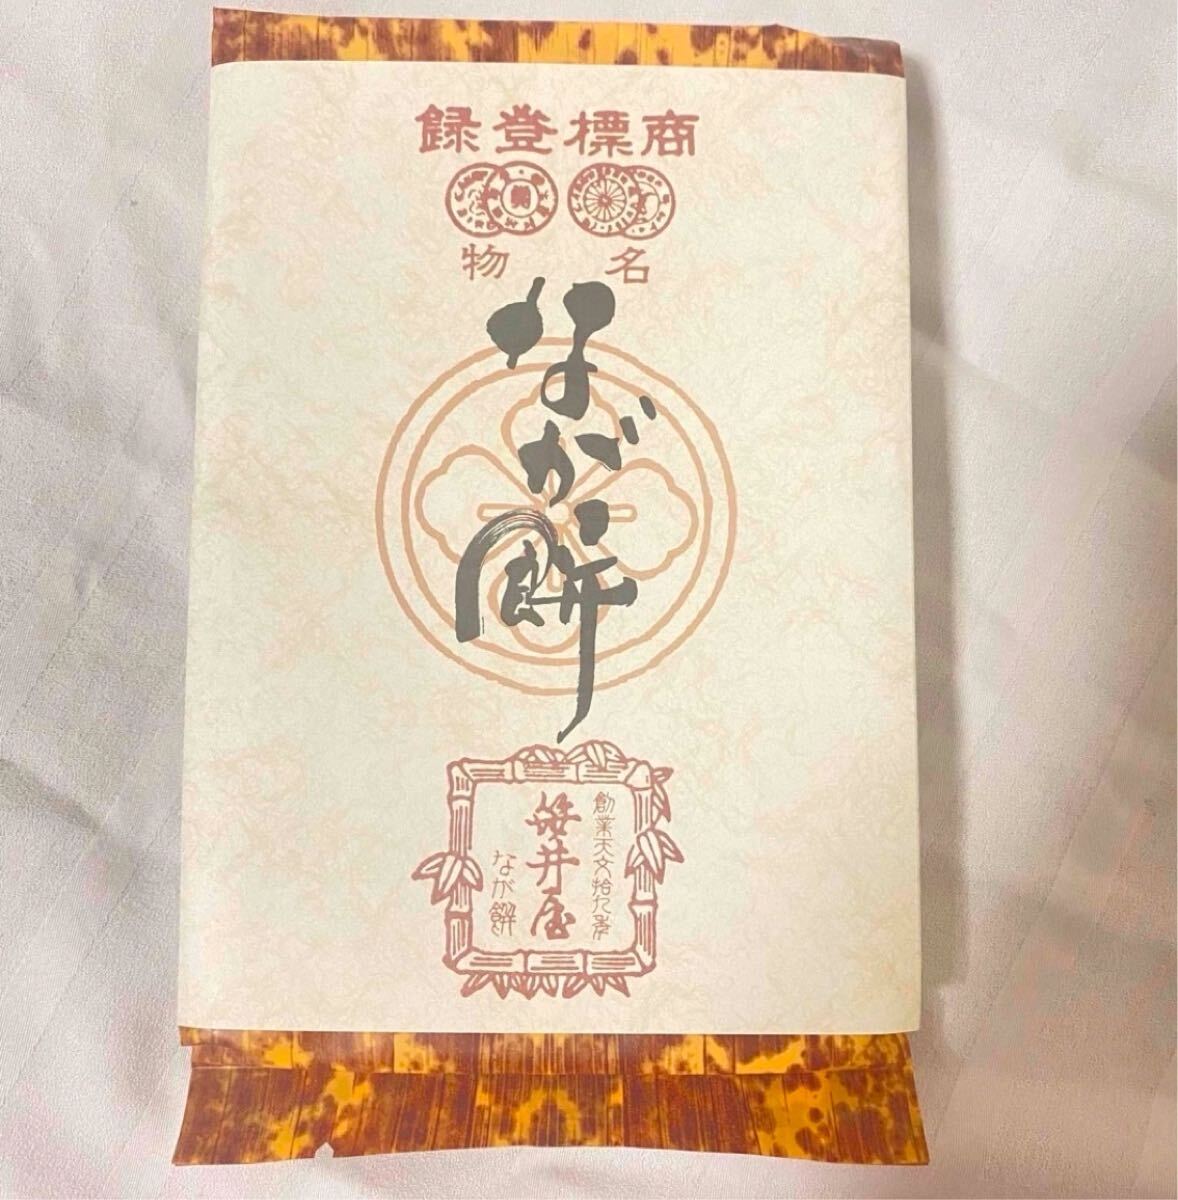 商標登録
名物
なが餅
創業天文拾九年
笹井屋
なが餅